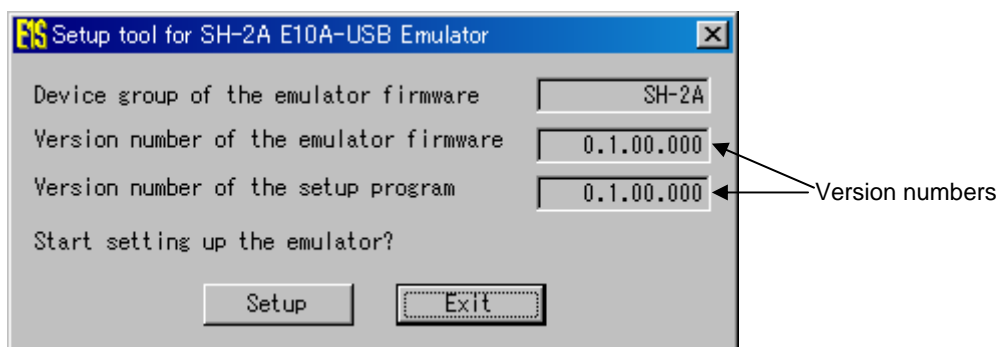 E1S Setup tool for SH-2A E10A-USB Emulator
Device group of the emulator firmware SH-2A
Version number of the emulator firmware 0.1.00.000
Version number of the setup program 0.1.00.000
Version numbers
Start setting up the emulator?
Setup Exit